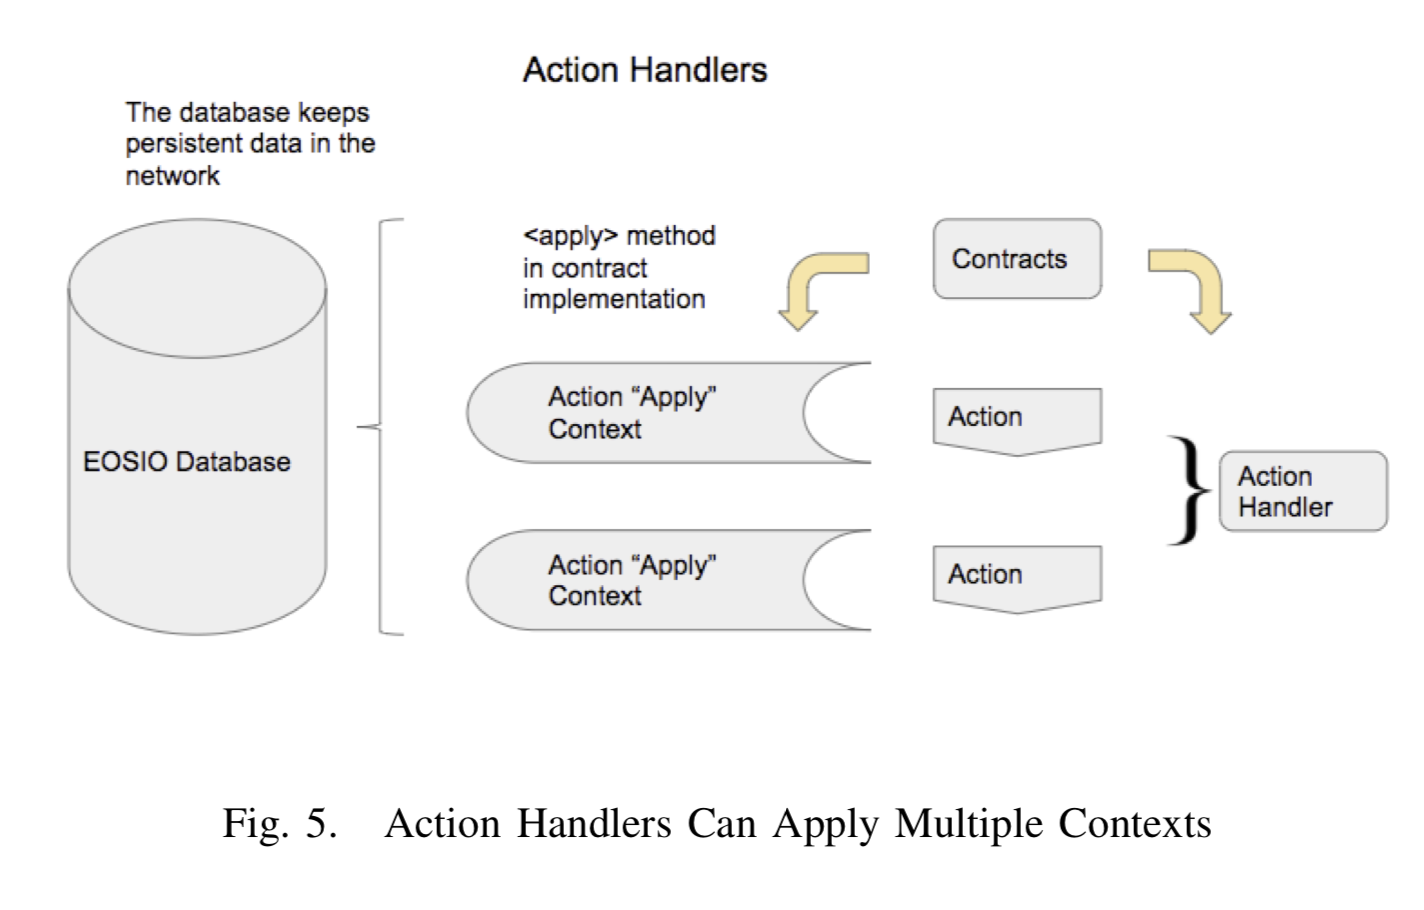 Action Handlers
The database keeps
persistent data in the
network
<apply> method
in contract
implementation
Contracts
Action “Apply”
Context
Action
EOSIO Database
Action
Handler
Action “Apply”
Context
Action
Fig. 5. Action Handlers Can Apply Multiple Contexts